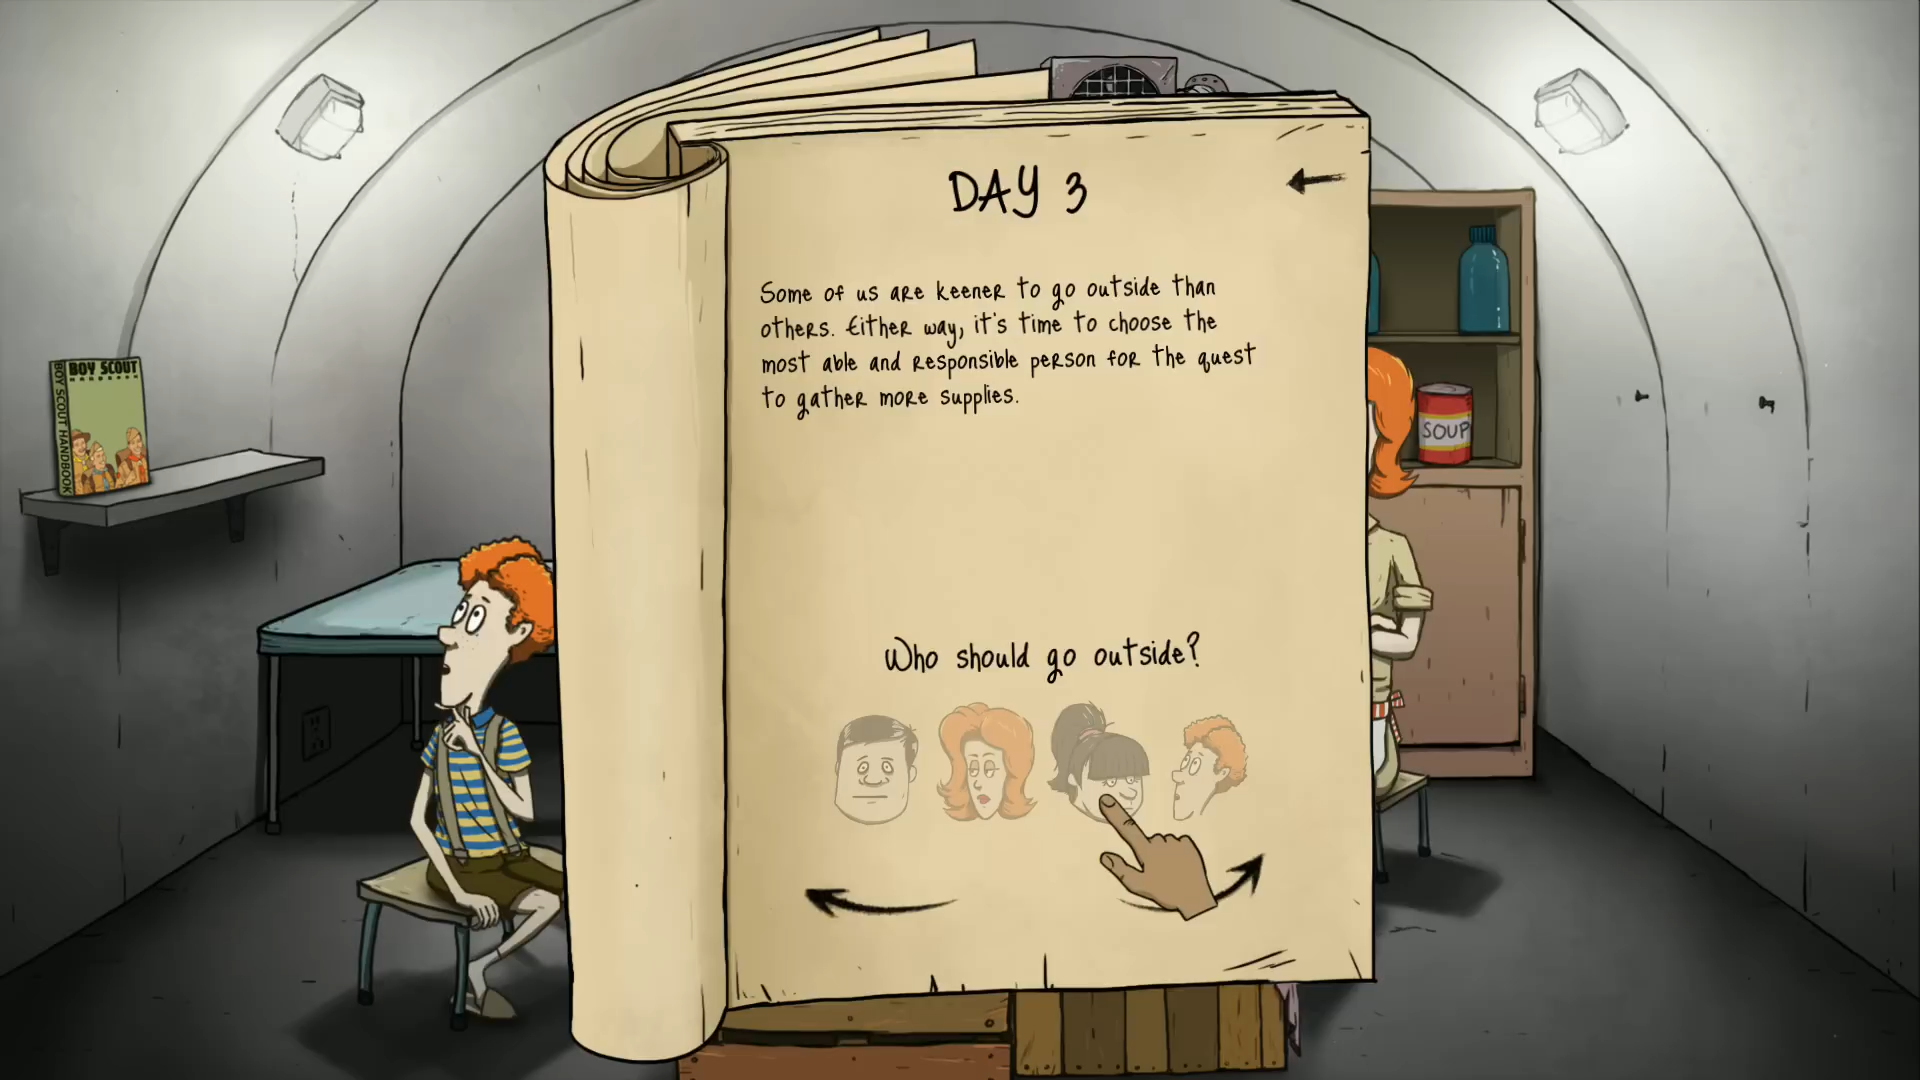 DAY 3
Some of us are keener to go outside than
others. Either way, it's time to choose the
most able and responsible person for the quest
to gather more supplies.
Who should go outside?
BOY SCOUT
HANDBOOK
BOY SCOUT HANDBOOK
SOUP